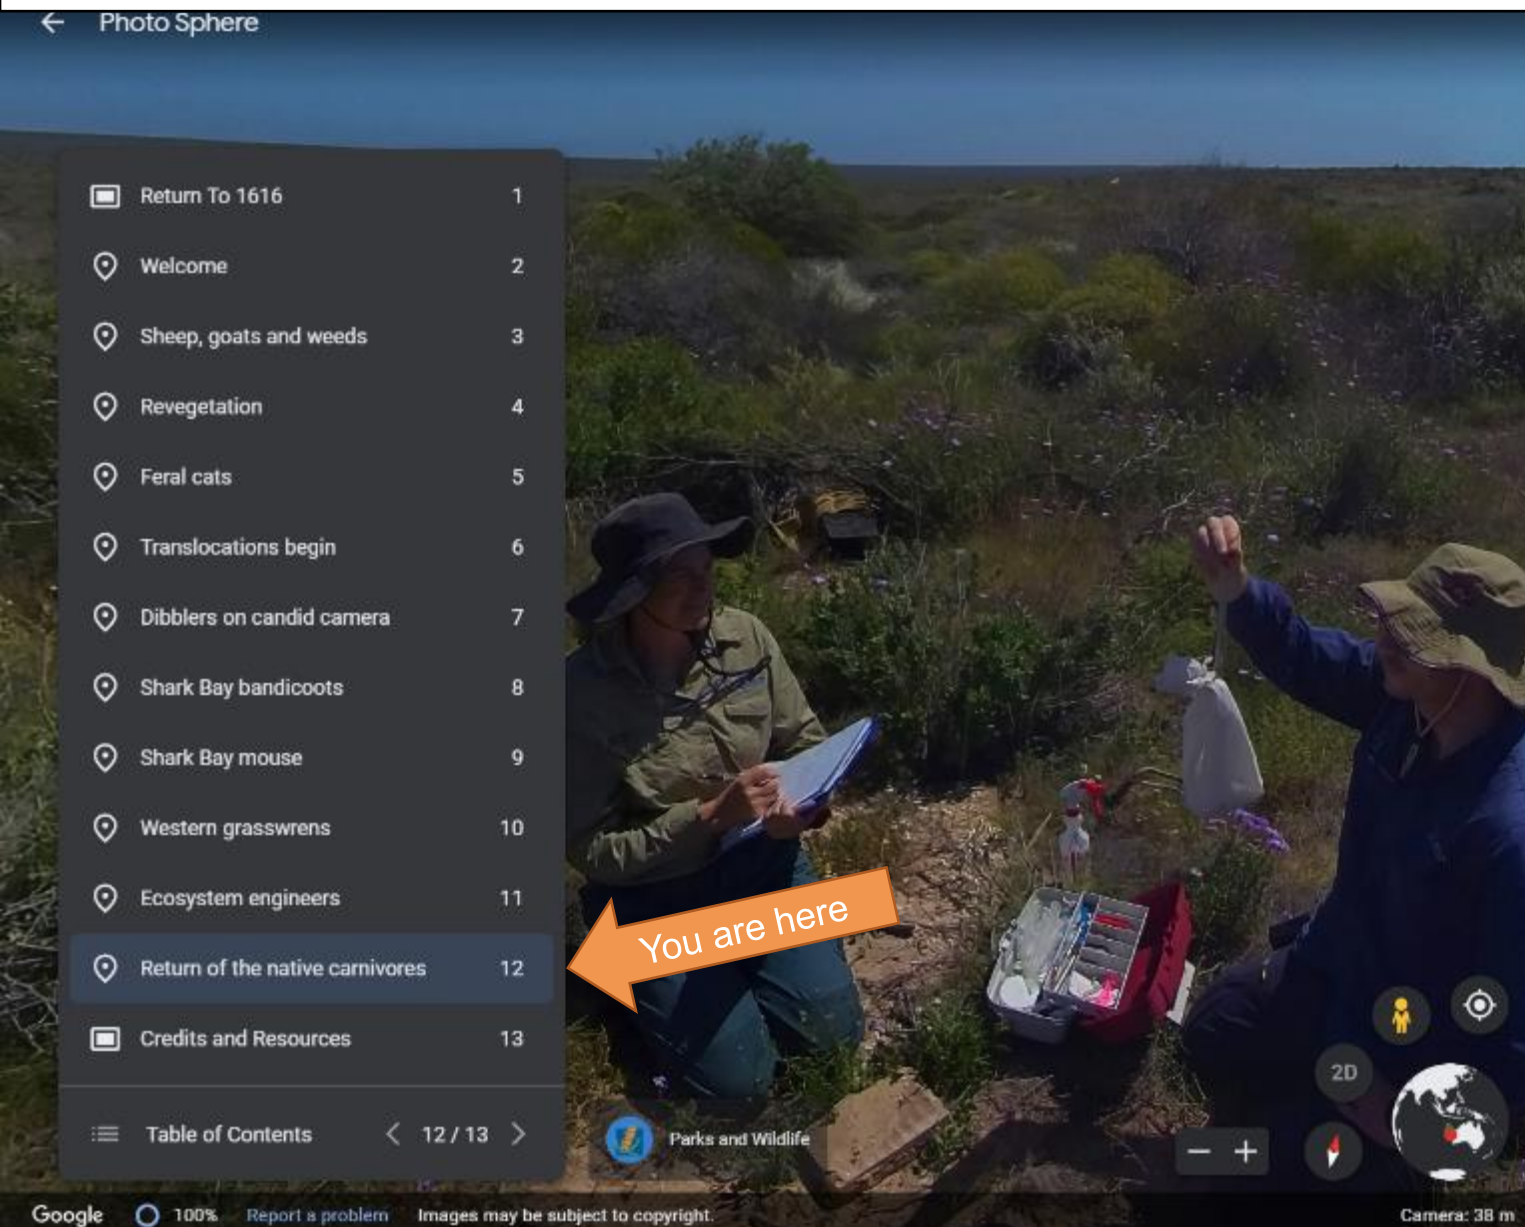 Photo Sphere
Return To 1616 1
Welcome 2
Sheep, goats and weeds 3
Revegetation 4
Feral cats 5
Translocations begin 6
Dibblers on candid camera 7
Shark Bay bandicoots 8
Shark Bay mouse 9
Western grasswrens 10
Ecosystem engineers 11
You are here
Return of the native carnivores 12
Credits and Resources 13
2D
Table of Contents 12 / 13
Parks and Wildlife
Google 100% Report a problem Images may be subject to copyright. Camera: 38 m